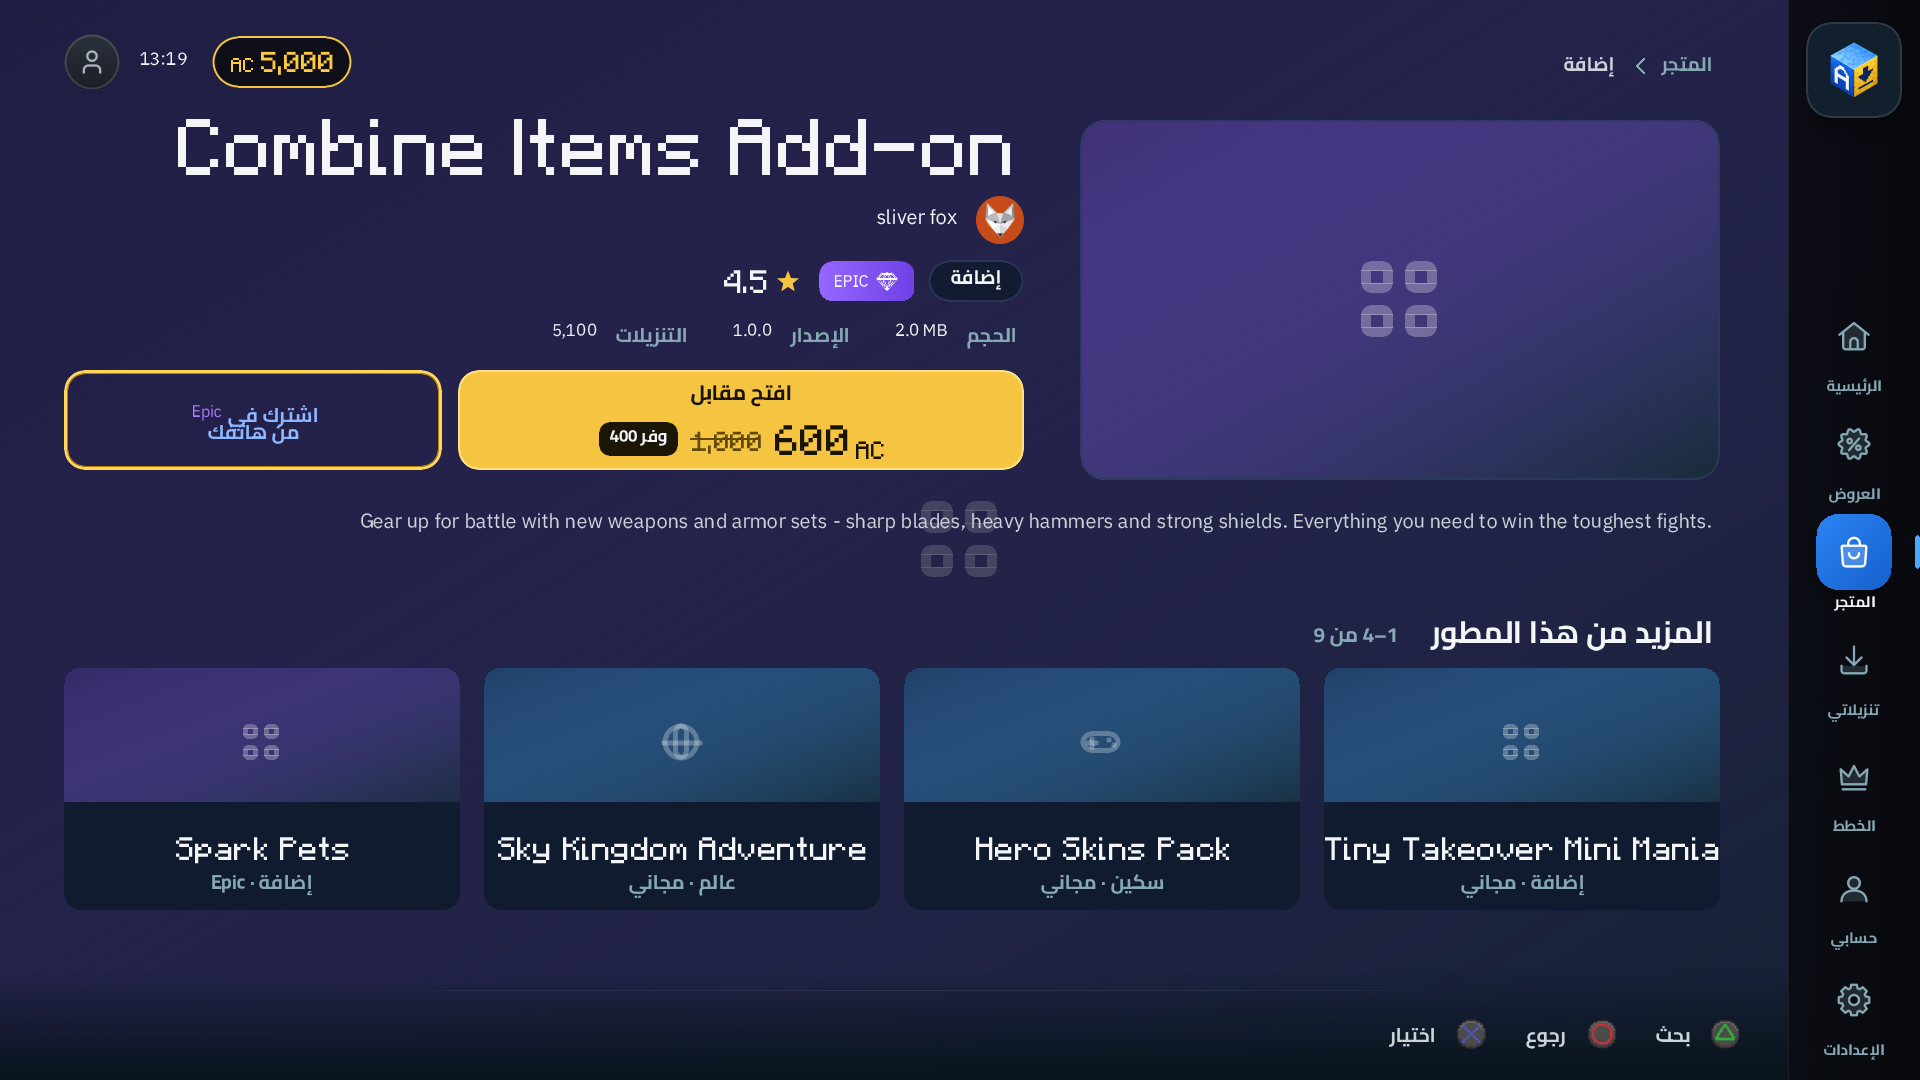 المتجر
إضافة
AC 5,000
13:19
Combine Items Add-on
sliver fox
إضافة
EPIC
4.5
الحجم 2.0 MB
الإصدار 1.0.0
التنزيلات 5,100
افتح مقابل
AC 600 1,000 وفر 400
اشترك في Epic
من هاتفك
Gear up for battle with new weapons and armor sets - sharp blades, heavy hammers and strong shields. Everything you need to win the toughest fights.
المزيد من هذا المطور
1–4 من 9
Tiny Takeover Mini Mania
إضافة · مجاني
Hero Skins Pack
سكين · مجاني
Sky Kingdom Adventure
عالم · مجاني
Spark Pets
إضافة · Epic
بحث
رجوع
اختيار
A
الرئيسية
العروض
المتجر
تنزيلاتي
الخطط
حسابي
الإعدادات